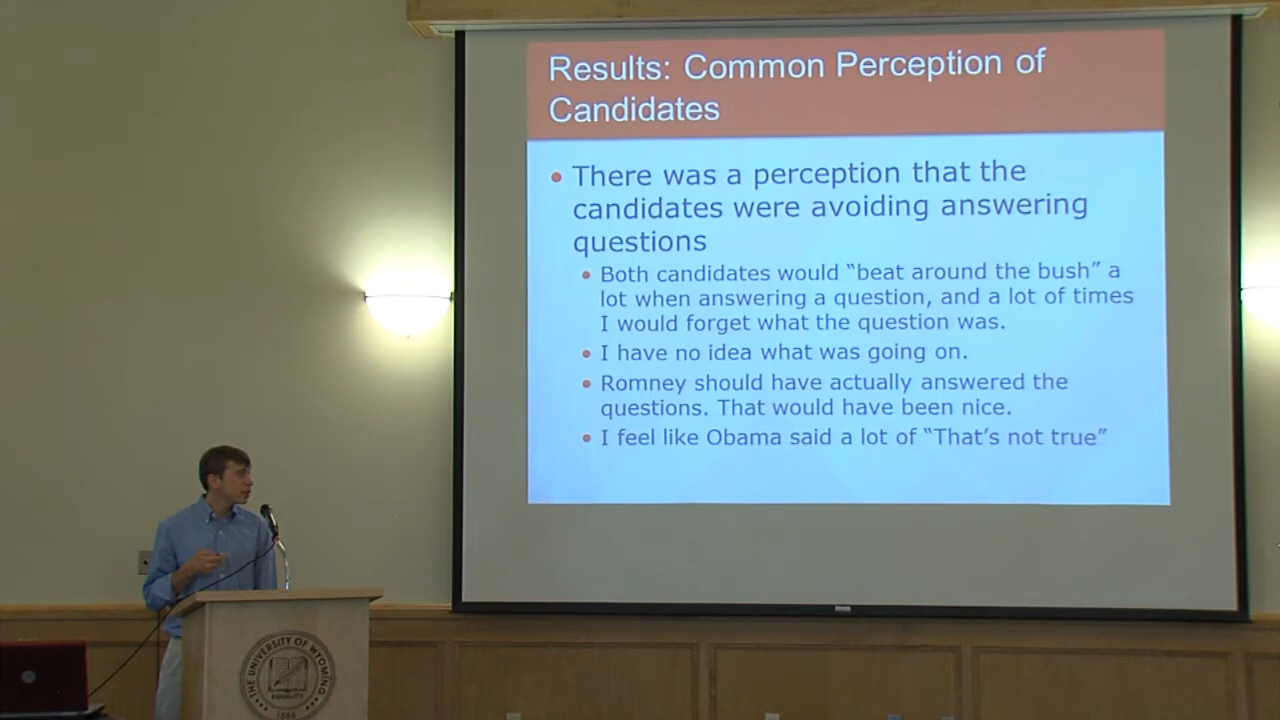 Results: Common Perception of
Candidates
• There was a perception that the
candidates were avoiding answering
questions
• Both candidates would “beat around the bush” a
lot when answering a question, and a lot of times
I would forget what the question was.
• I have no idea what was going on.
• Romney should have actually answered the
questions. That would have been nice.
• I feel like Obama said a lot of “That’s not true”
THE UNIVERSITY OF WYOMING
EQUALITY
1886